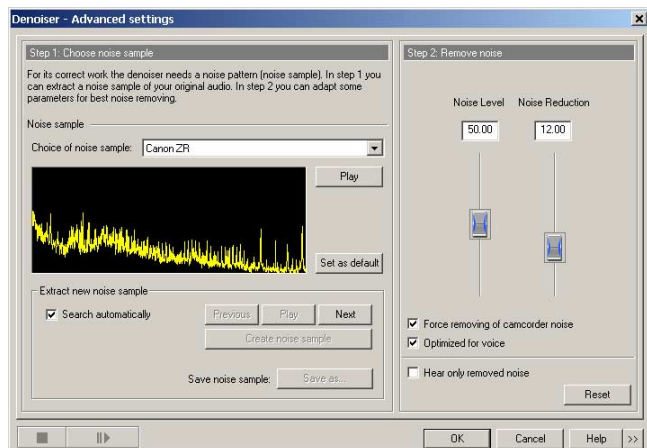 Denoiser - Advanced settings
Step 1: Choose noise sample
For its correct work the denoiser needs a noise pattern (noise sample). In step 1 you
can extract a noise sample of your original audio. In step 2 you can adapt some
parameters for best noise removing.
Noise sample
Choice of noise sample: Canon ZR
Play
Set as default
Extract new noise sample
Search automatically
Previous Play Next
Create noise sample
Save noise sample: Save as...
Step 2: Remove noise
Noise Level Noise Reduction
50.00 12.00
Force removing of camcorder noise
Optimized for voice
Hear only removed noise
Reset
OK Cancel Help >>